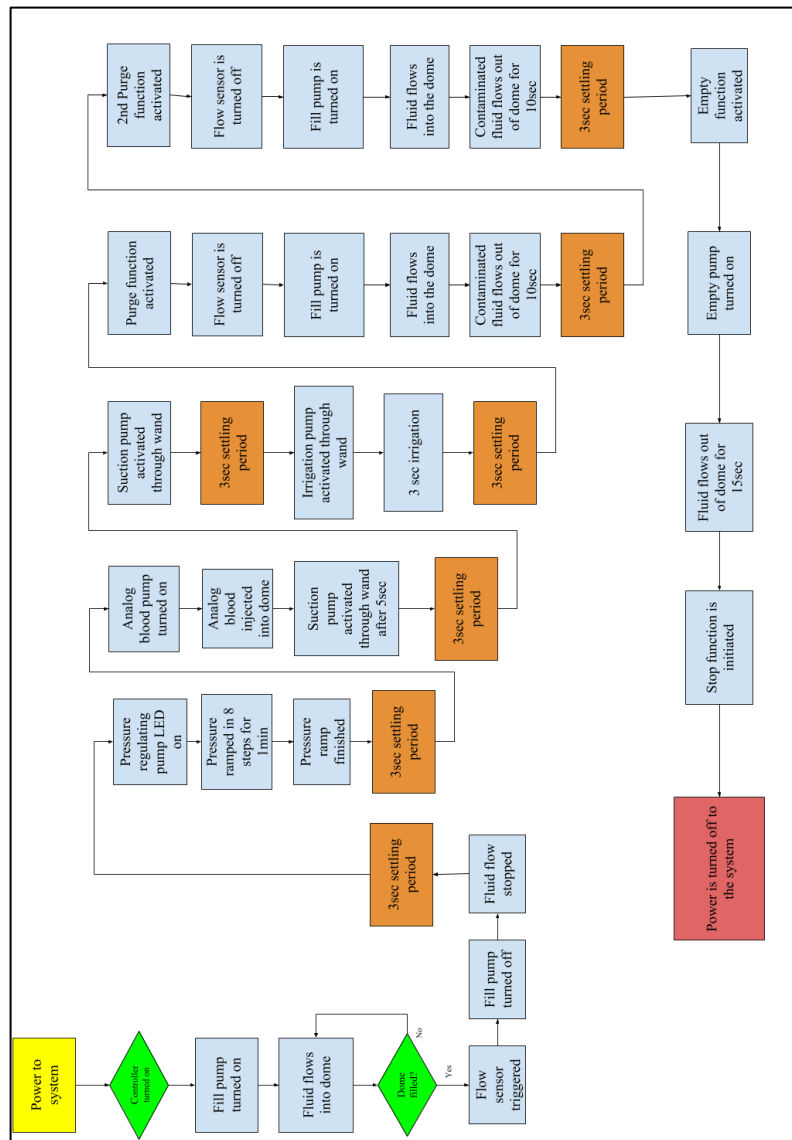 Power to
system
Controller
turned on
Fill pump
turned on
Fluid flows
into dome
Dome
filled?
No
Yes
Flow
sensor
triggered
Fill pump
turned off
Fluid flow
stopped
3sec settling
period
Pressure
regulating
pump LED
on
Pressure
ramped in 8
steps for
1min
Pressure
ramp
finished
3sec settling
period
Analog
blood pump
turned on
Analog
blood
injected
into dome
Suction
pump
activated
through wand
after 5sec
3sec settling
period
Suction pump
activated
through wand
3sec settling
period
Irrigation pump
activated through
wand
3 sec irrigation
3sec settling
period
Purge function
activated
Flow sensor is
turned off
Fill pump is
turned on
Fluid flows
into the dome
Contaminated
fluid flows out
of dome for
10sec
3sec settling
period
2nd Purge
function
activated
Flow sensor is
turned off
Fill pump is
turned on
Fluid flows
into the dome
Contaminated
fluid flows out
of dome for
10sec
3sec settling
period
Empty
function
activated
Empty pump
turned on
Fluid flows out
of dome for
15sec
Stop function is
initiated
Power is turned off to
the system